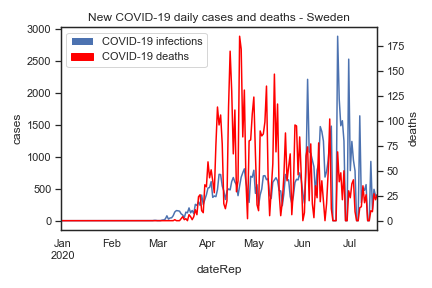 New COVID-19 daily cases and deaths - Sweden
COVID-19 infections
COVID-19 deaths
3000
2500
2000
1500
1000
500
0
cases
175
150
125
100
75
50
25
0
deaths
Jan Feb Mar Apr May Jun Jul
2020
dateRep